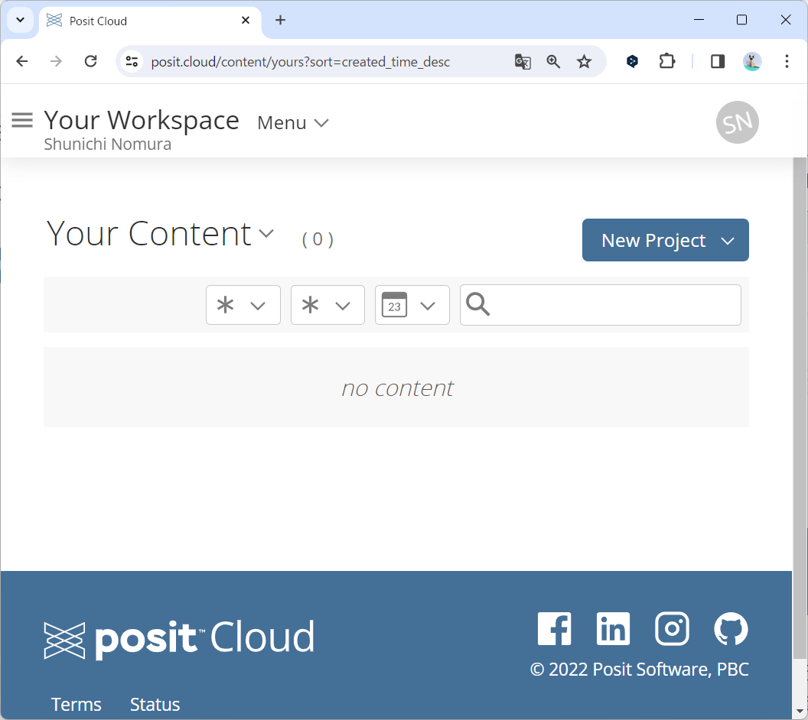 Posit Cloud
posit.cloud/content/yours?sort=created_time_desc
Your Workspace Menu
Shunichi Nomura
SN
Your Content ( 0 )
New Project
23
no content
posit™ Cloud
© 2022 Posit Software, PBC
Terms Status